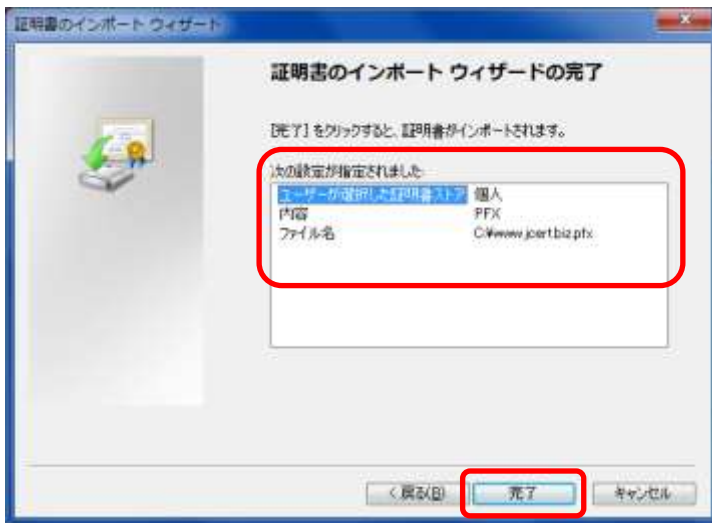 証明書のインポート ウィザード
証明書のインポート ウィザードの完了
[完了] をクリックすると、証明書がインポートされます。
次の設定が指定されました:
ユーザーが選択した証明書ストア 個人
内容 PFX
ファイル名 C:¥www.jcert.biz.pfx
< 戻る(B) 完了 キャンセル